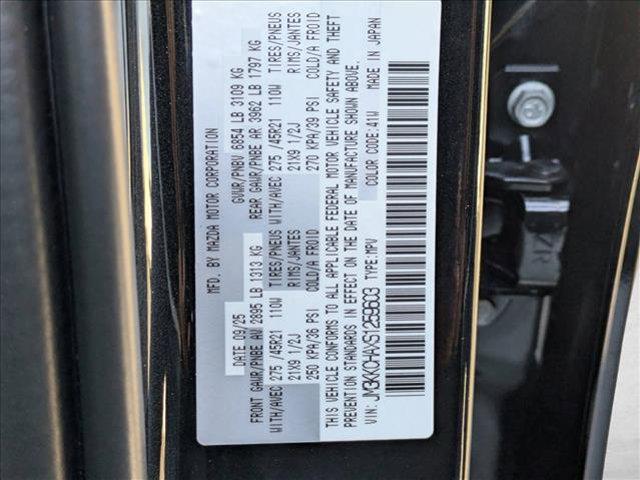 MFD. BY MAZDA MOTOR CORPORATION
DATE 09/25 GVWR/PNBV 6854 LB 3109 KG
FRONT GAWR/PNBE AV 2895 LB 1313 KG REAR GAWR/PNBE AR 3962 LB 1797 KG
WITH/AVEC 275 /45R21 110W TIRES/PNEUS WITH/AVEC 275 /45R21 110W TIRES/PNEUS
21X9 1/2J RIMS/JANTES 21X9 1/2J RIMS/JANTES
250 KPA/36 PSI COLD/A FROID 270 KPA/39 PSI COLD/A FROID
THIS VEHICLE CONFORMS TO ALL APPLICABLE FEDERAL MOTOR VEHICLE SAFETY AND THEFT
PREVENTION STANDARDS IN EFFECT ON THE DATE OF MANUFACTURE SHOWN ABOVE.
VIN: JM3KKCHAXS1259603 TYPE:MPV COLOR CODE:41W MADE IN JAPAN